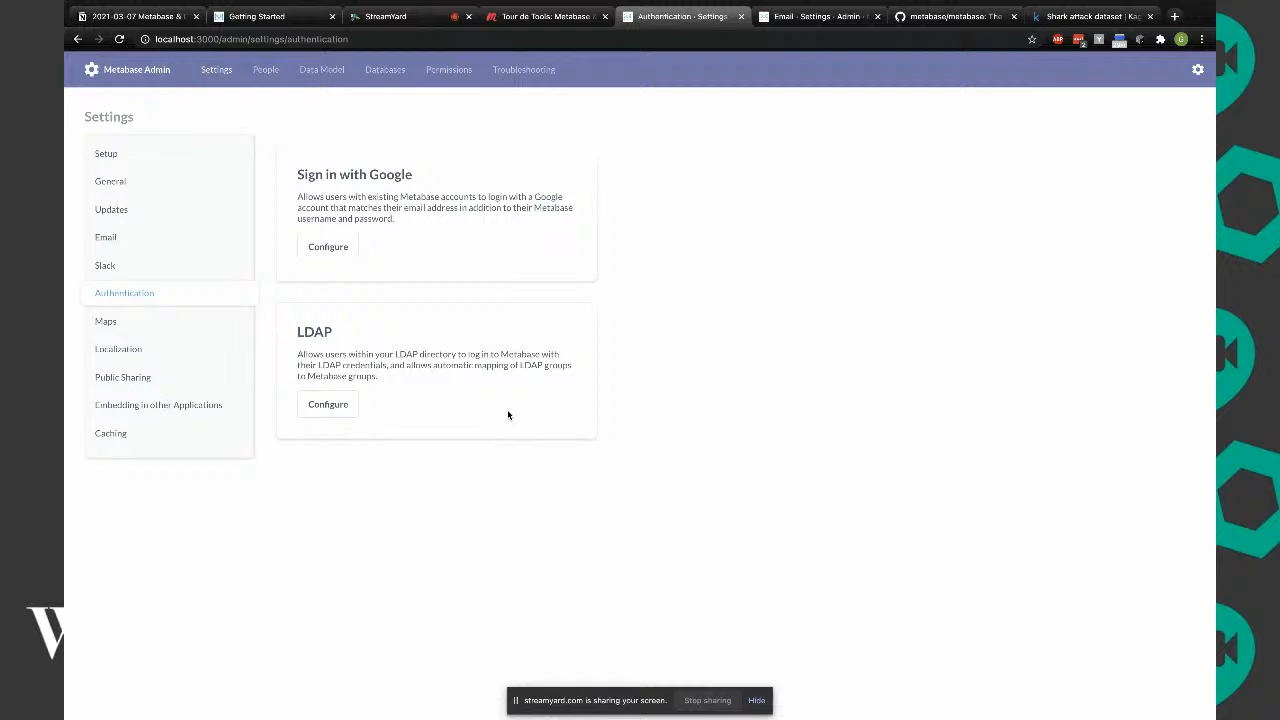 2021-03-07 Metabase &
Getting Started
StreamYard
Tour de Tools: Metabase &
Authentication · Settings
Email · Settings · Admin ·
metabase/metabase: The
Shark attack dataset | Kag
localhost:3000/admin/settings/authentication
ABP
2
Y
G
Metabase Admin
Settings
People
Data Model
Databases
Permissions
Troubleshooting
Settings
Setup
General
Updates
Email
Slack
Authentication
Maps
Localization
Public Sharing
Embedding in other Applications
Caching
Sign in with Google
Allows users with existing Metabase accounts to login with a Google
account that matches their email address in addition to their Metabase
username and password.
Configure
LDAP
Allows users within your LDAP directory to log in to Metabase with
their LDAP credentials, and allows automatic mapping of LDAP groups
to Metabase groups.
Configure
W
streamyard.com is sharing your screen.
Stop sharing
Hide